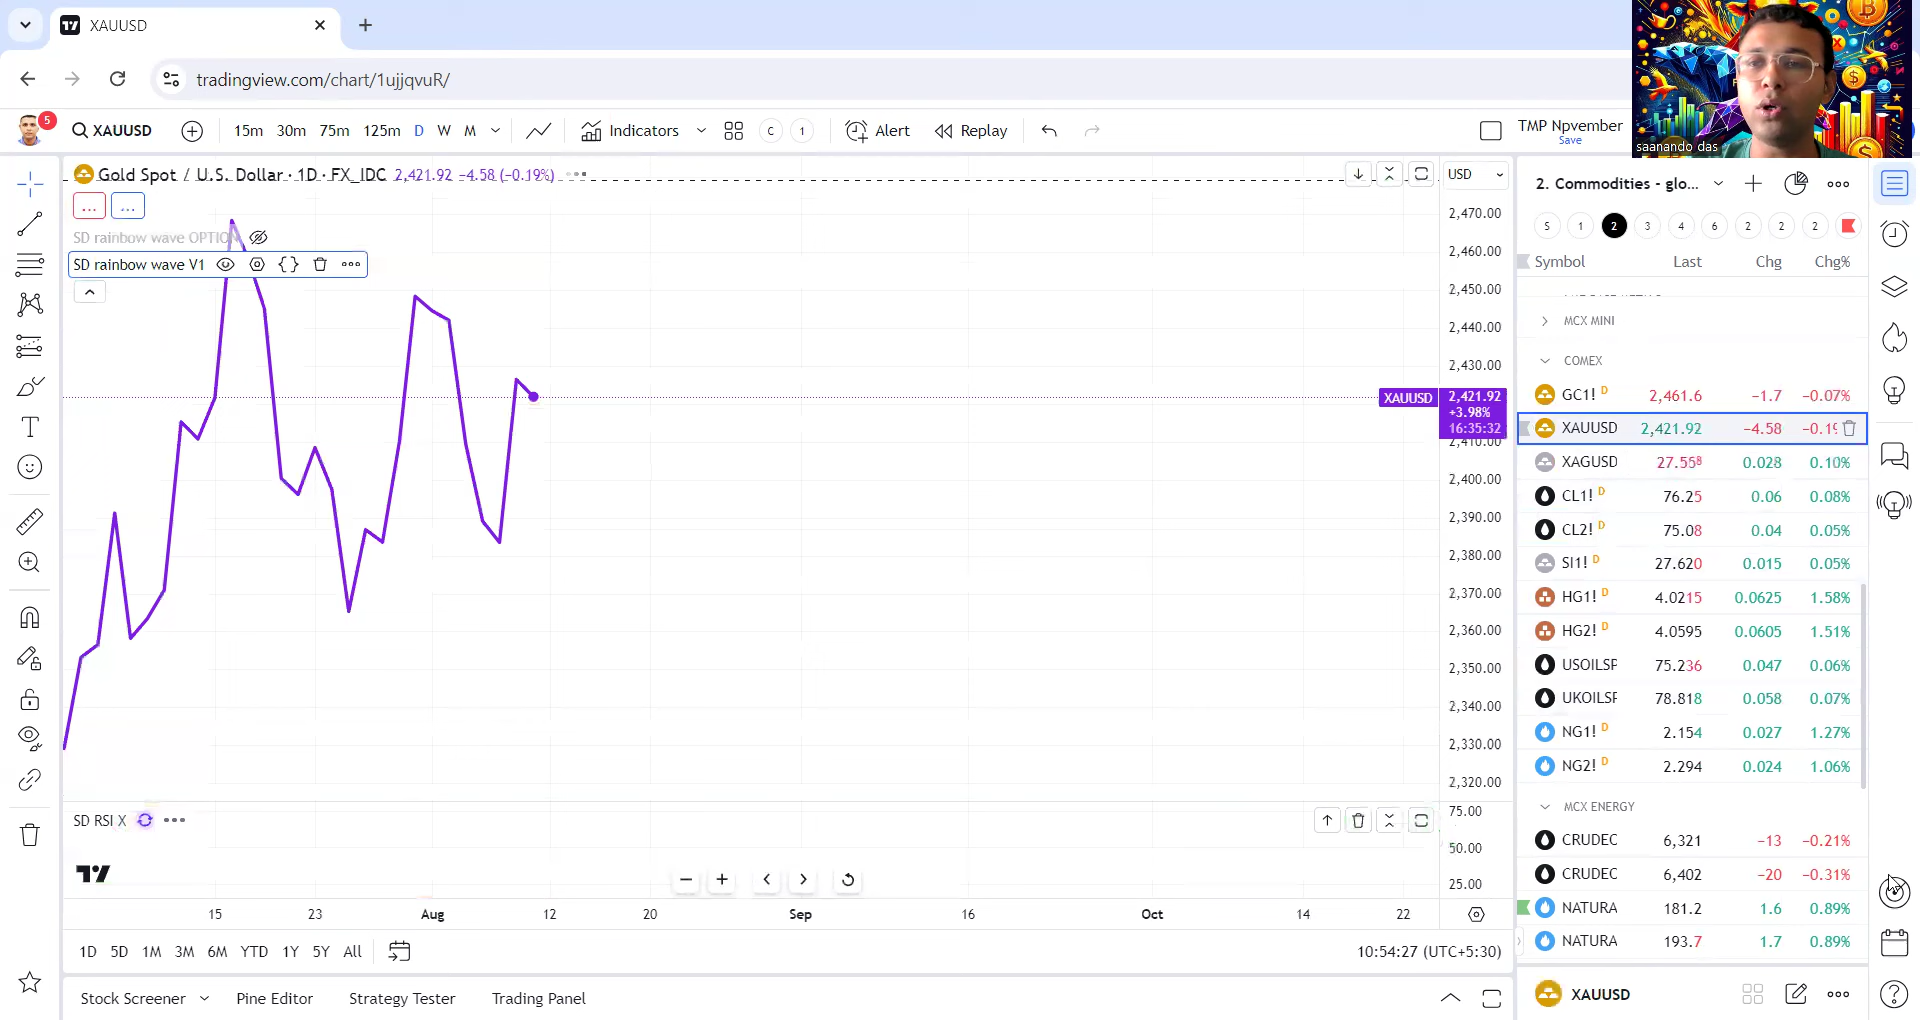 XAUUSD
tradingview.com/chart/1ujjqvuR/
5
XAUUSD
15m 30m 75m 125m D W M
Indicators
C 1
Alert
Replay
TMP Npvember
Save
saanando das
Gold Spot / U.S. Dollar · 1D · FX_IDC 2,421.92 −4.58 (−0.19%)
USD
SD rainbow wave OPTION
SD rainbow wave V1
2,470.00
2,460.00
2,450.00
2,440.00
2,430.00
XAUUSD 2,421.92
+3.98%
16:35:32
2,410.00
2,400.00
2,390.00
2,380.00
2,370.00
2,360.00
2,350.00
2,340.00
2,330.00
2,320.00
SD RSI X
75.00
50.00
25.00
15 23 Aug 12 20 Sep 16 Oct 14 22
1D 5D 1M 3M 6M YTD 1Y 5Y All
10:54:27 (UTC+5:30)
Stock Screener Pine Editor Strategy Tester Trading Panel
2. Commodities - glo...
S 1 2 3 4 6 2 2 2
Symbol Last Chg Chg%
MCX MINI
COMEX
GC1! D 2,461.6 −1.7 −0.07%
XAUUSD 2,421.92 −4.58 −0.19
XAGUSD 27.558 0.028 0.10%
CL1! D 76.25 0.06 0.08%
CL2! D 75.08 0.04 0.05%
SI1! D 27.620 0.015 0.05%
HG1! D 4.0215 0.0625 1.58%
HG2! D 4.0595 0.0605 1.51%
USOILSP 75.236 0.047 0.06%
UKOILSP 78.818 0.058 0.07%
NG1! D 2.154 0.027 1.27%
NG2! D 2.294 0.024 1.06%
MCX ENERGY
CRUDEC 6,321 −13 −0.21%
CRUDEC 6,402 −20 −0.31%
NATURA 181.2 1.6 0.89%
NATURA 193.7 1.7 0.89%
XAUUSD